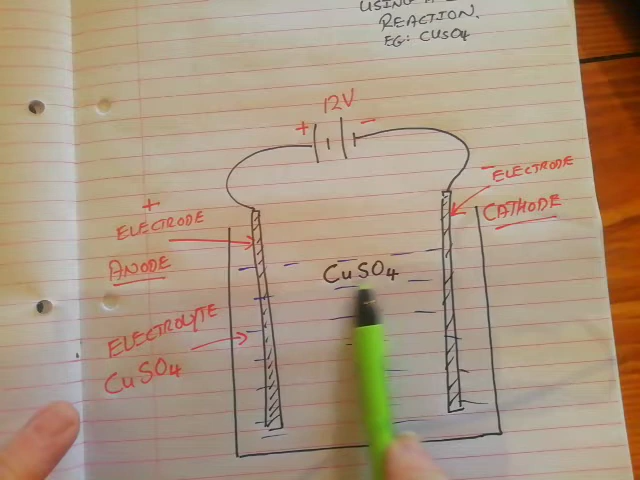 REACTION.
EG: CUSO4
12V
+ −
− ELECTRODE
CATHODE
+
ELECTRODE
ANODE
CuSO4
ELECTROLYTE
CuSO4